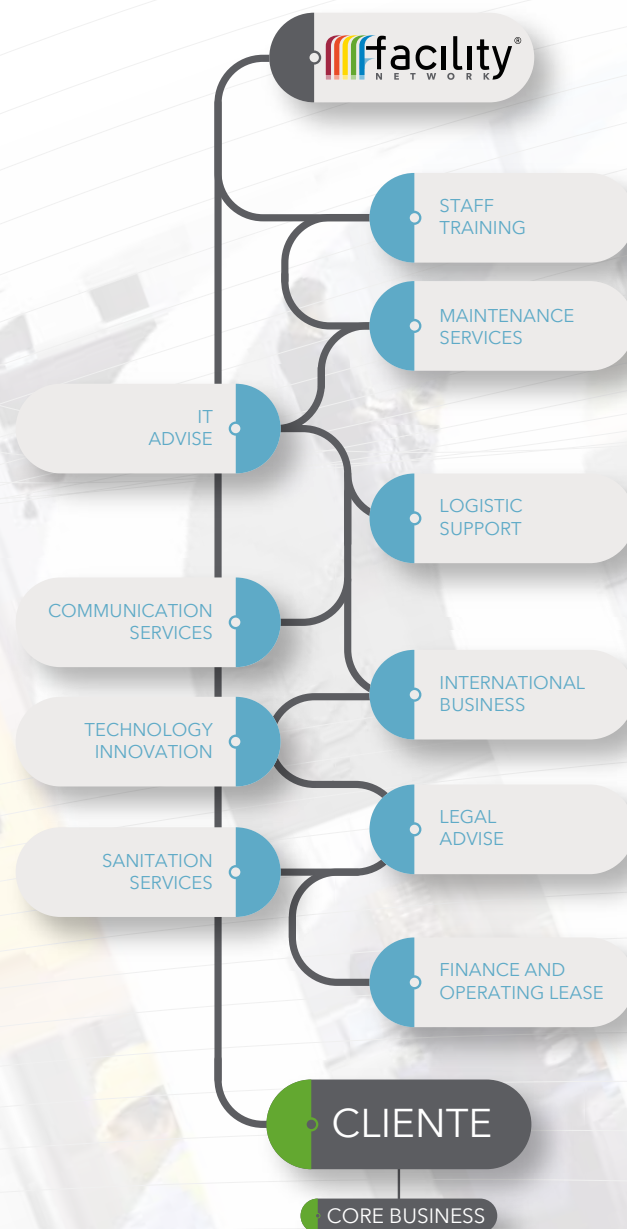 facility®
NETWORK
STAFF
TRAINING
MAINTENANCE
SERVICES
IT
ADVISE
LOGISTIC
SUPPORT
COMMUNICATION
SERVICES
INTERNATIONAL
BUSINESS
TECHNOLOGY
INNOVATION
LEGAL
ADVISE
SANITATION
SERVICES
FINANCE AND
OPERATING LEASE
CLIENTE
CORE BUSINESS